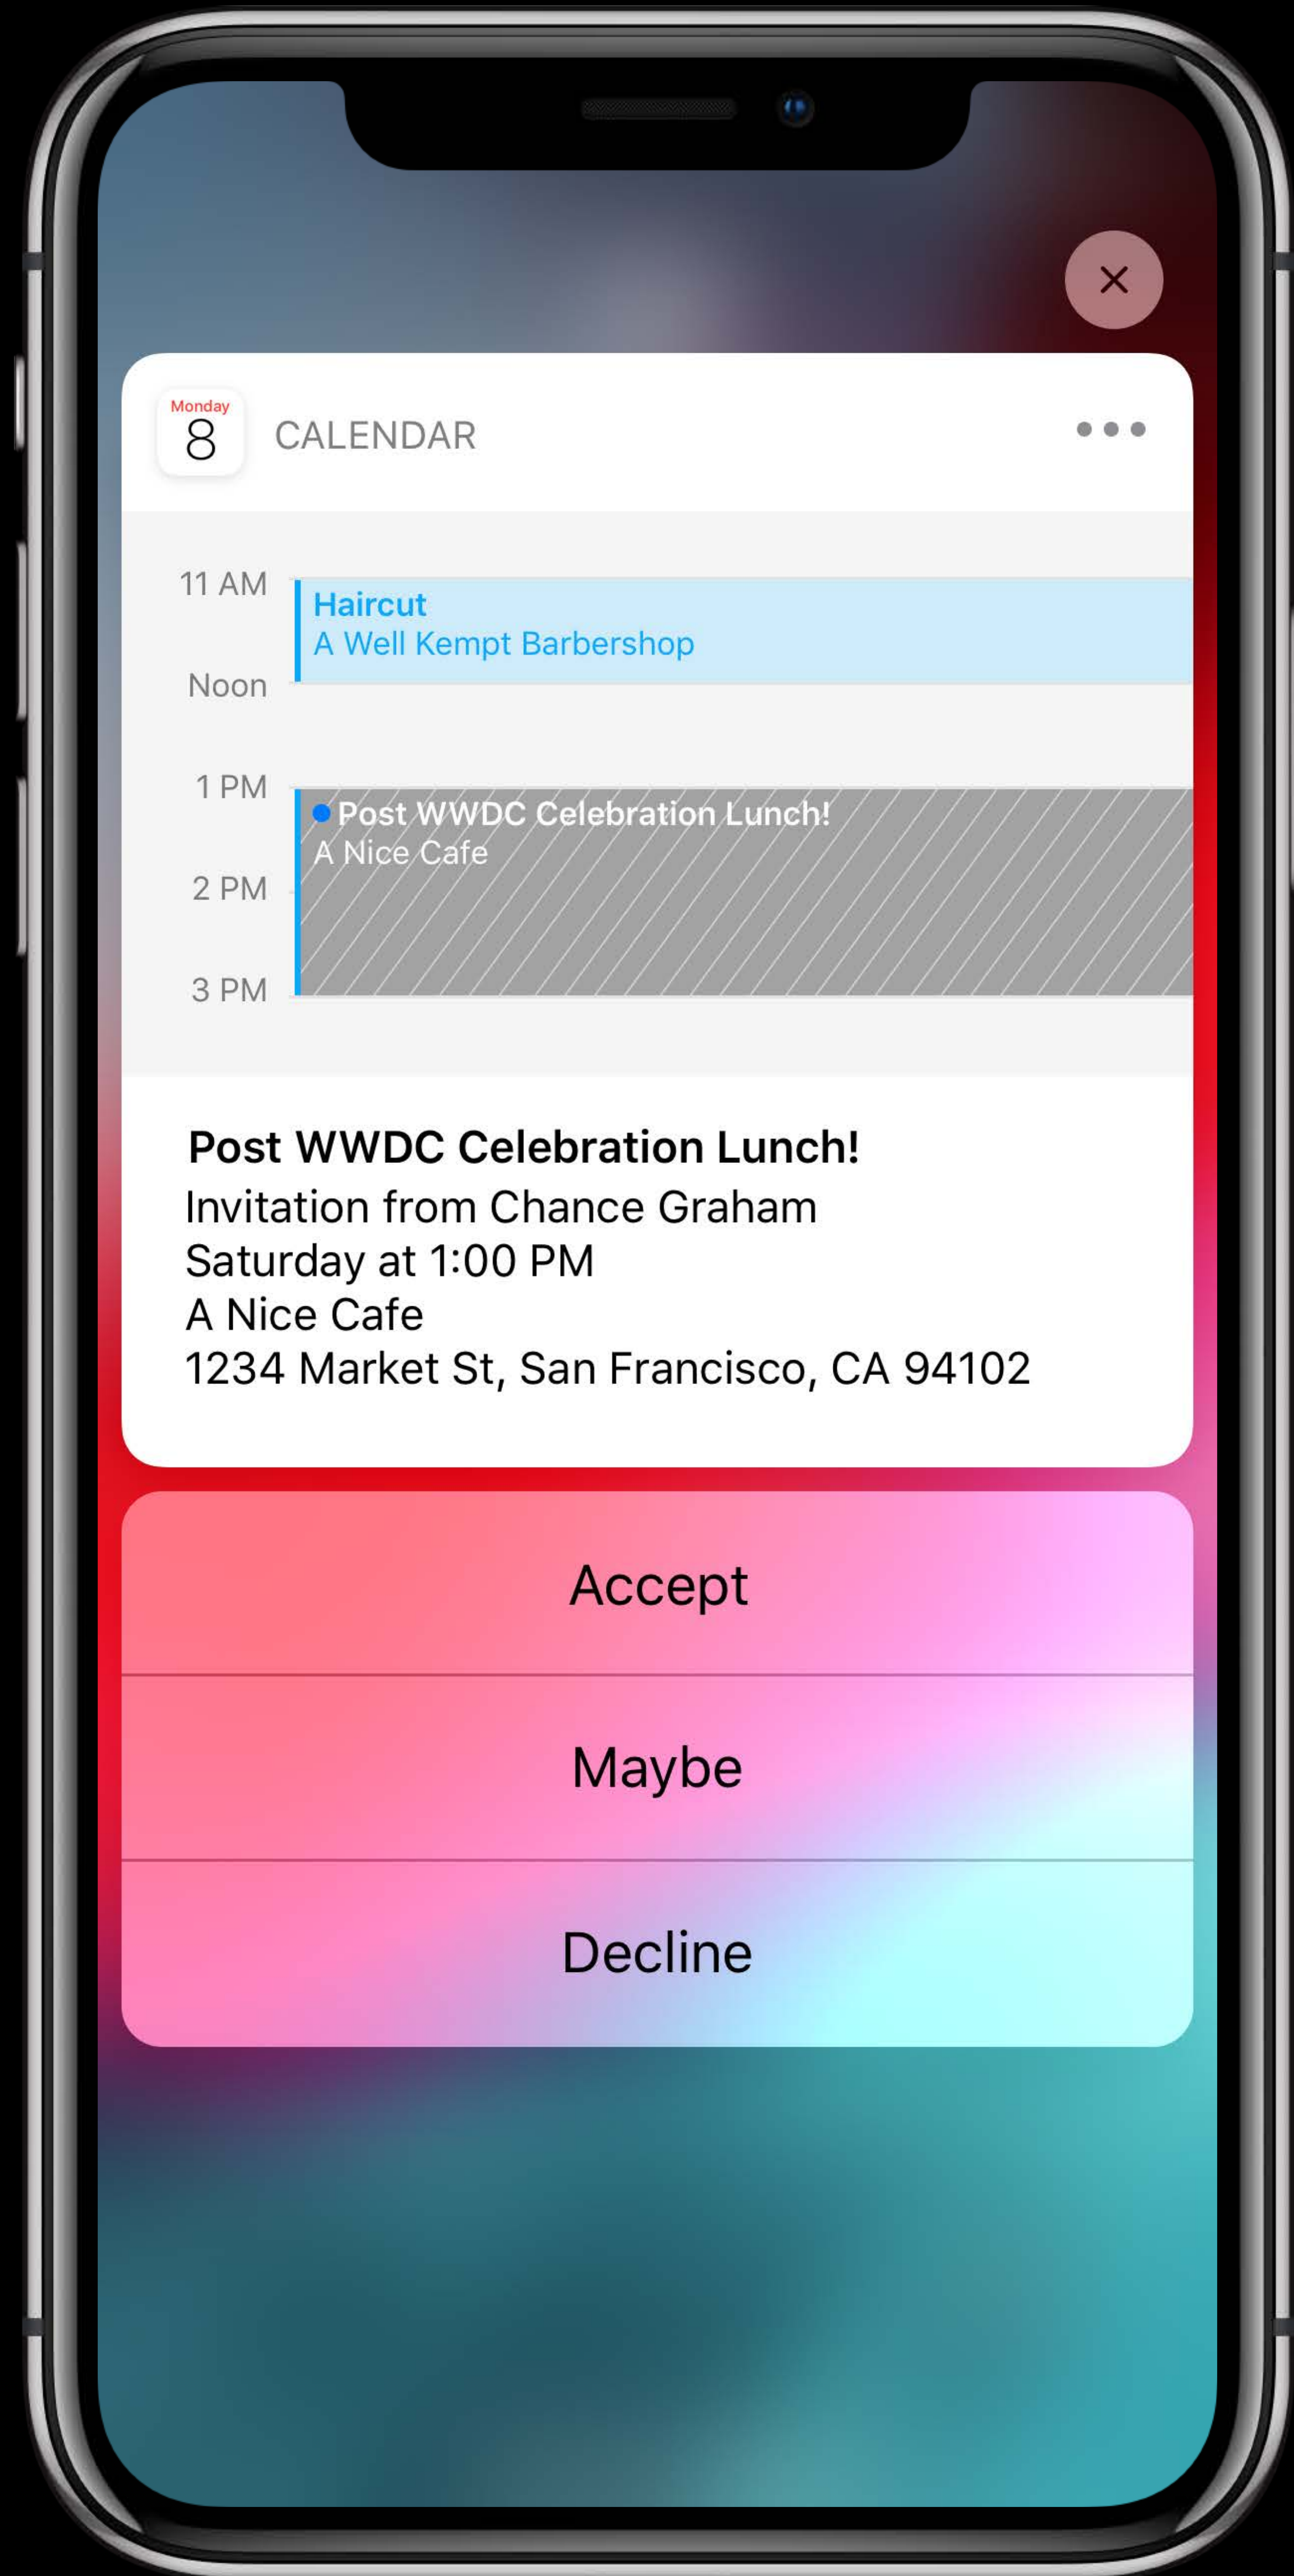 Monday
8
CALENDAR
11 AM
Haircut
A Well Kempt Barbershop
Noon
1 PM
Post WWDC Celebration Lunch!
A Nice Cafe
2 PM
3 PM
Post WWDC Celebration Lunch!
Invitation from Chance Graham
Saturday at 1:00 PM
A Nice Cafe
1234 Market St, San Francisco, CA 94102
Accept
Maybe
Decline